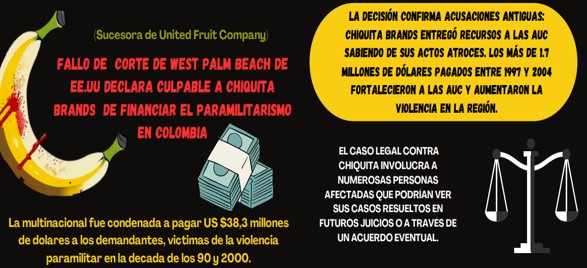 (Sucesora de United Fruit Company)
FALLO DE CORTE DE WEST PALM BEACH DE
EE.UU DECLARA CULPABLE A CHIQUITA
BRANDS DE FINANCIAR EL PARAMILITARISMO
EN COLOMBIA
La multinacional fue condenada a pagar US $38,3 millones
de dolares a los demandantes, victimas de la violencia
paramilitar en la decada de los 90 y 2000.
LA DECISIÓN CONFIRMA ACUSACIONES ANTIGUAS:
CHIQUITA BRANDS ENTREGÓ RECURSOS A LAS AUC
SABIENDO DE SUS ACTOS ATROCES. LOS MÁS DE 1.7
MILLONES DE DÓLARES PAGADOS ENTRE 1997 Y 2004
FORTALECIERON A LAS AUC Y AUMENTARON LA
VIOLENCIA EN LA REGIÓN.
EL CASO LEGAL CONTRA
CHIQUITA INVOLUCRA A
NUMEROSAS PERSONAS
AFECTADAS QUE PODRÍAN VER
SUS CASOS RESUELTOS EN
FUTUROS JUICIOS O A TRAVÉS DE
UN ACUERDO EVENTUAL.